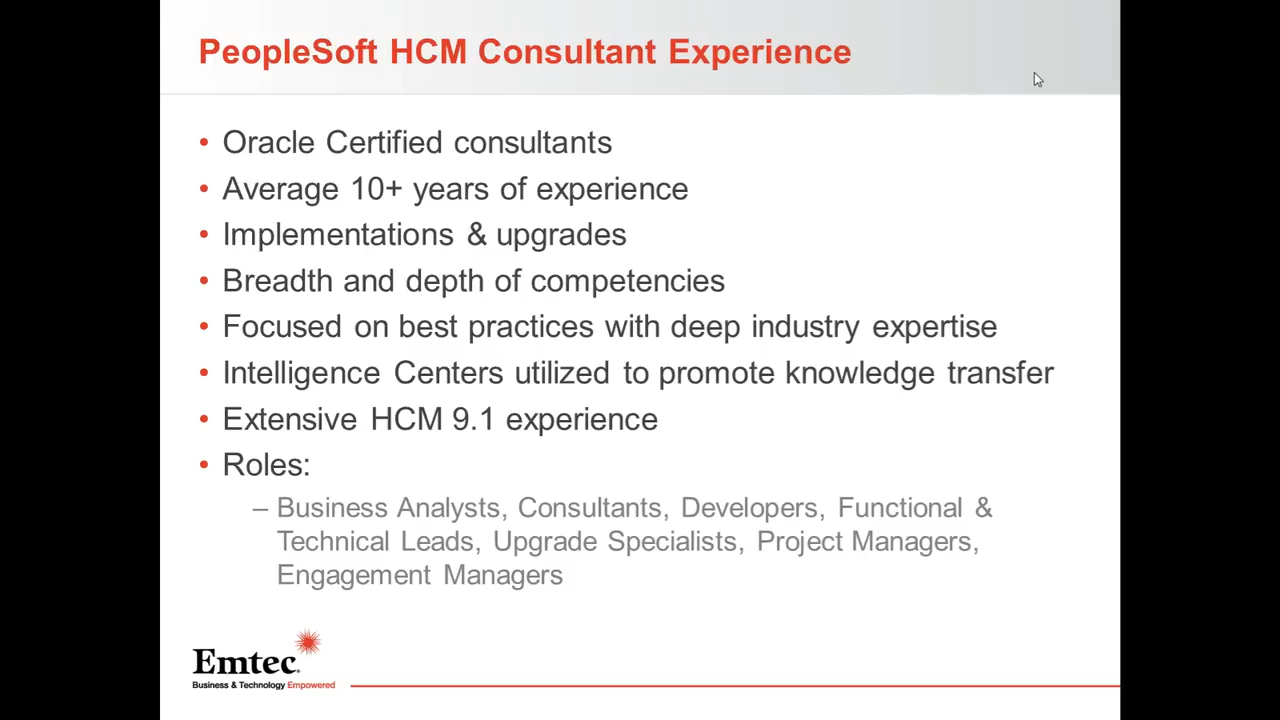 PeopleSoft HCM Consultant Experience
• Oracle Certified consultants
• Average 10+ years of experience
• Implementations & upgrades
• Breadth and depth of competencies
• Focused on best practices with deep industry expertise
• Intelligence Centers utilized to promote knowledge transfer
• Extensive HCM 9.1 experience
• Roles:
– Business Analysts, Consultants, Developers, Functional &
Technical Leads, Upgrade Specialists, Project Managers,
Engagement Managers
Emtec
Business & Technology Empowered